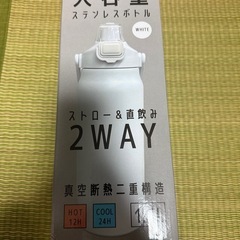 大容量
ステンレスボトル
WHITE
ストロー&直飲み
2WAY
真空断熱二重構造
HOT
12H
COOL
24H